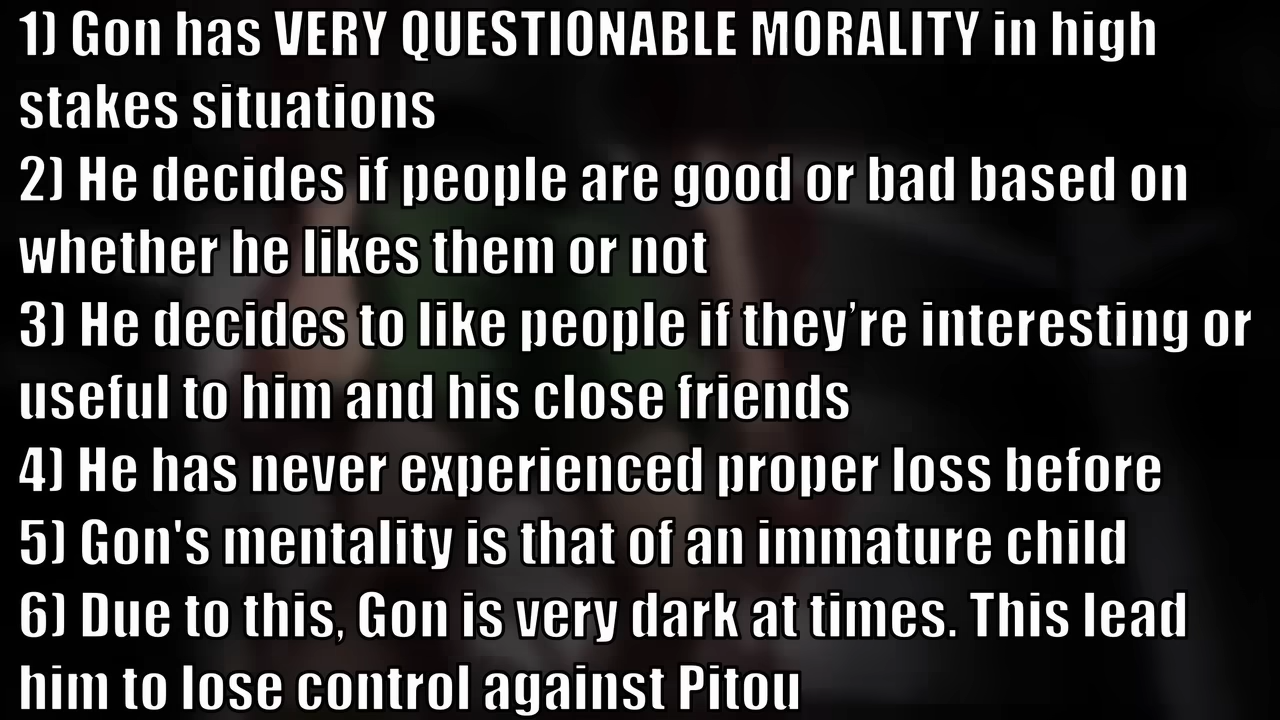 1) Gon has VERY QUESTIONABLE MORALITY in high
stakes situations
2) He decides if people are good or bad based on
whether he likes them or not
3) He decides to like people if they’re interesting or
useful to him and his close friends
4) He has never experienced proper loss before
5) Gon's mentality is that of an immature child
6) Due to this, Gon is very dark at times. This lead
him to lose control against Pitou